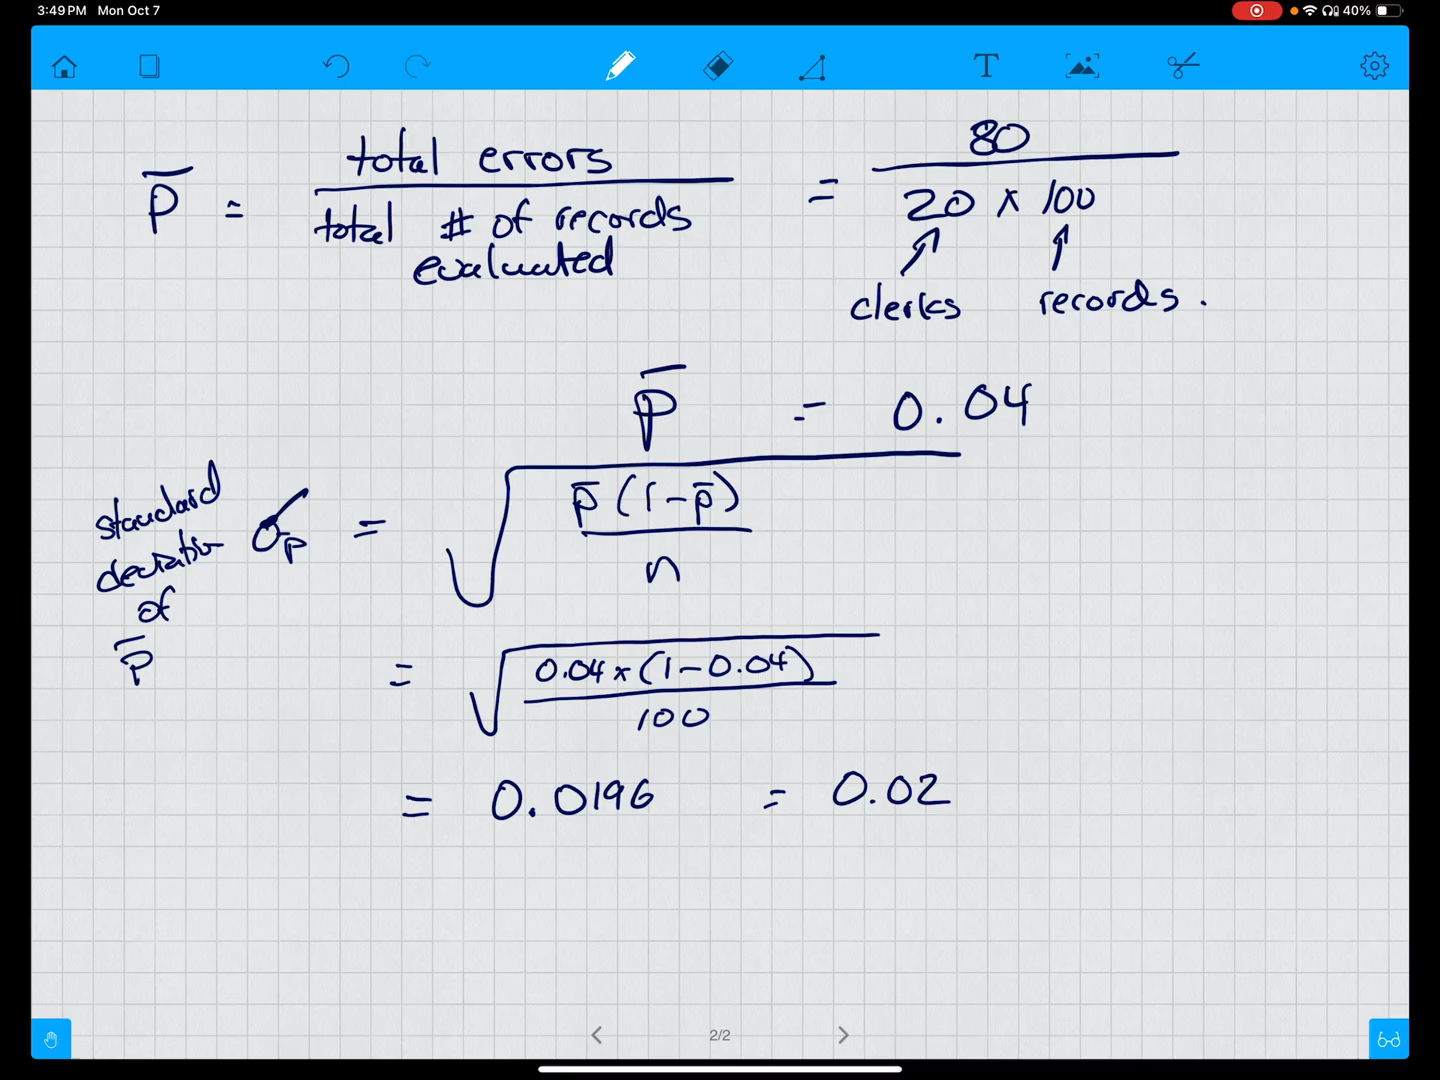 3:49 PM Mon Oct 7
40%
T
p̅ = total errors / total # of records evaluated = 80 / 20 x 100
clerks records.
p̅ = 0.04
standard deviation of p̅
σp = √ p̅ (1 - p̅) / n
= √ 0.04 x (1 - 0.04) / 100
= 0.0196 = 0.02
2/2